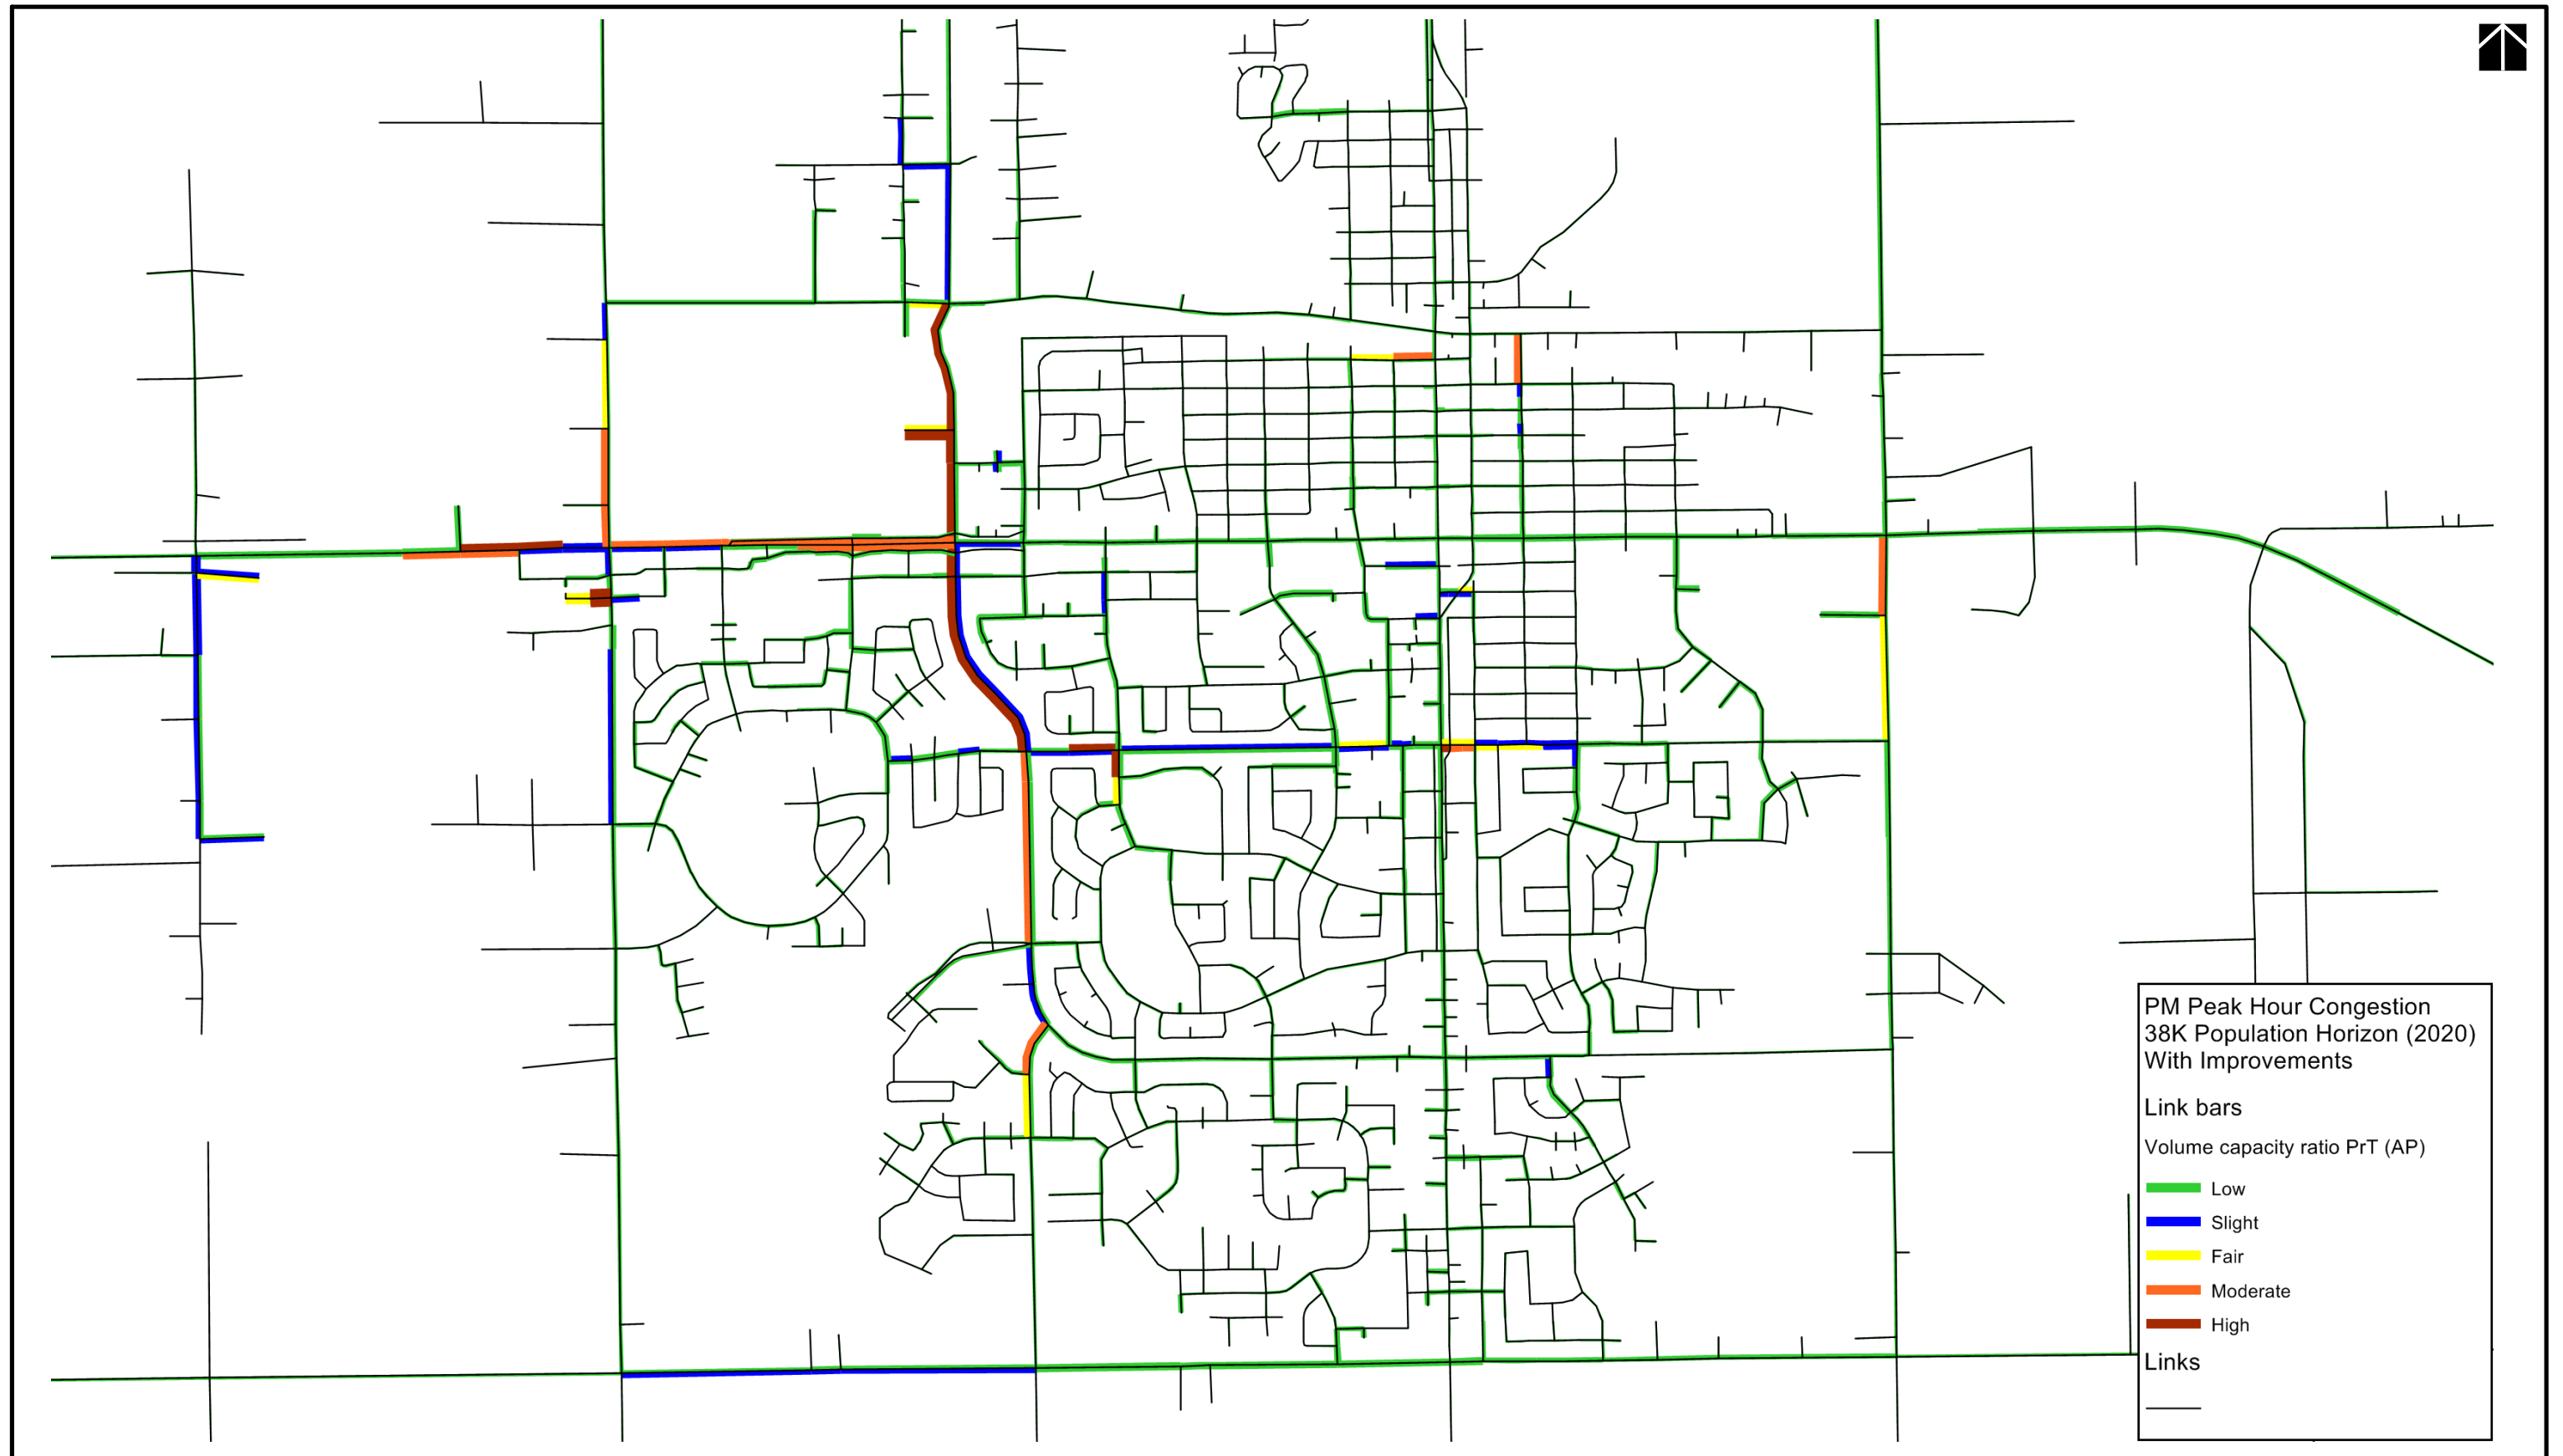 PM Peak Hour Congestion
38K Population Horizon (2020)
With Improvements
Link bars
Volume capacity ratio PrT (AP)
Low
Slight
Fair
Moderate
High
Links